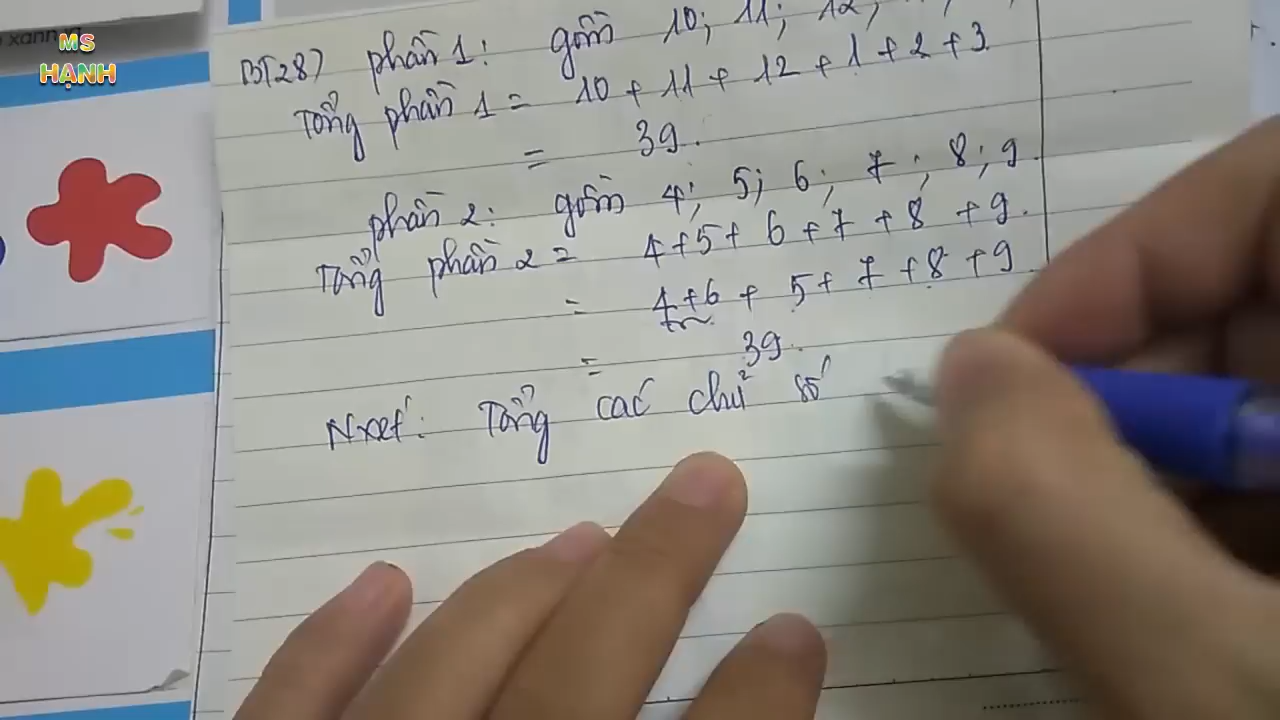 xanh
MS
HẠNH
BT28) phần 1: gồm 10; 11; 12;
Tổng phần 1 = 10 + 11 + 12 + 1 + 2 + 3
= 39.
phần 2: gồm 4; 5; 6; 7; 8; 9
Tổng phần 2 = 4+5+ 6 +7 +8 +9.
= 4+6 + 5+ 7 +8 +9
= 39.
Nxét: Tổng các chữ số